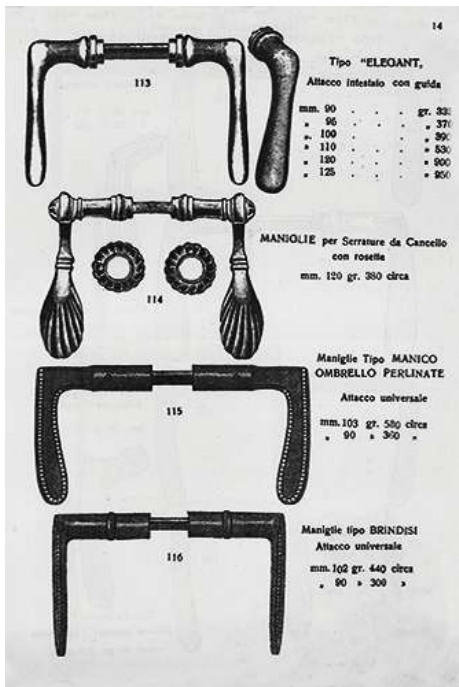 14
113
Tipo "ELEGANT,
Attacco intestato con guida
mm. 90 . . . gr. 335
" 95 . . . " 370
" 100 . . . " 390
" 110 . . . " 530
" 120 . . . " 900
" 125 . . . " 950
114
MANIGLIE per Serrature da Cancello
con rosette
mm. 120 gr. 380 circa
115
Maniglie Tipo MANICO
OMBRELLO PERLINATE
Attacco universale
mm. 103 gr. 580 circa
" 90 " 360 "
116
Maniglie tipo BRINDISI
Attacco universale
mm. 102 gr. 440 circa
" 90 " 300 "